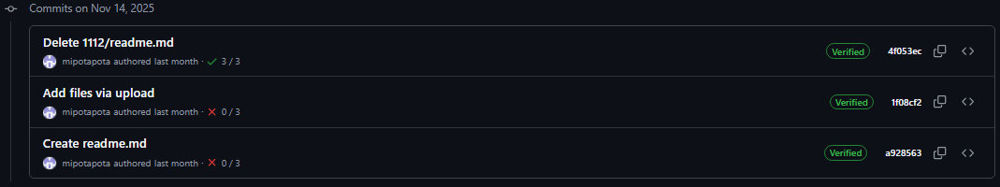 Commits on Nov 14, 2025
Delete 1112/readme.md
Verified 4f053ec
mipotapota authored last month · ✓ 3 / 3
Add files via upload
Verified 1f08cf2
mipotapota authored last month · ✕ 0 / 3
Create readme.md
Verified a928563
mipotapota authored last month · ✕ 0 / 3